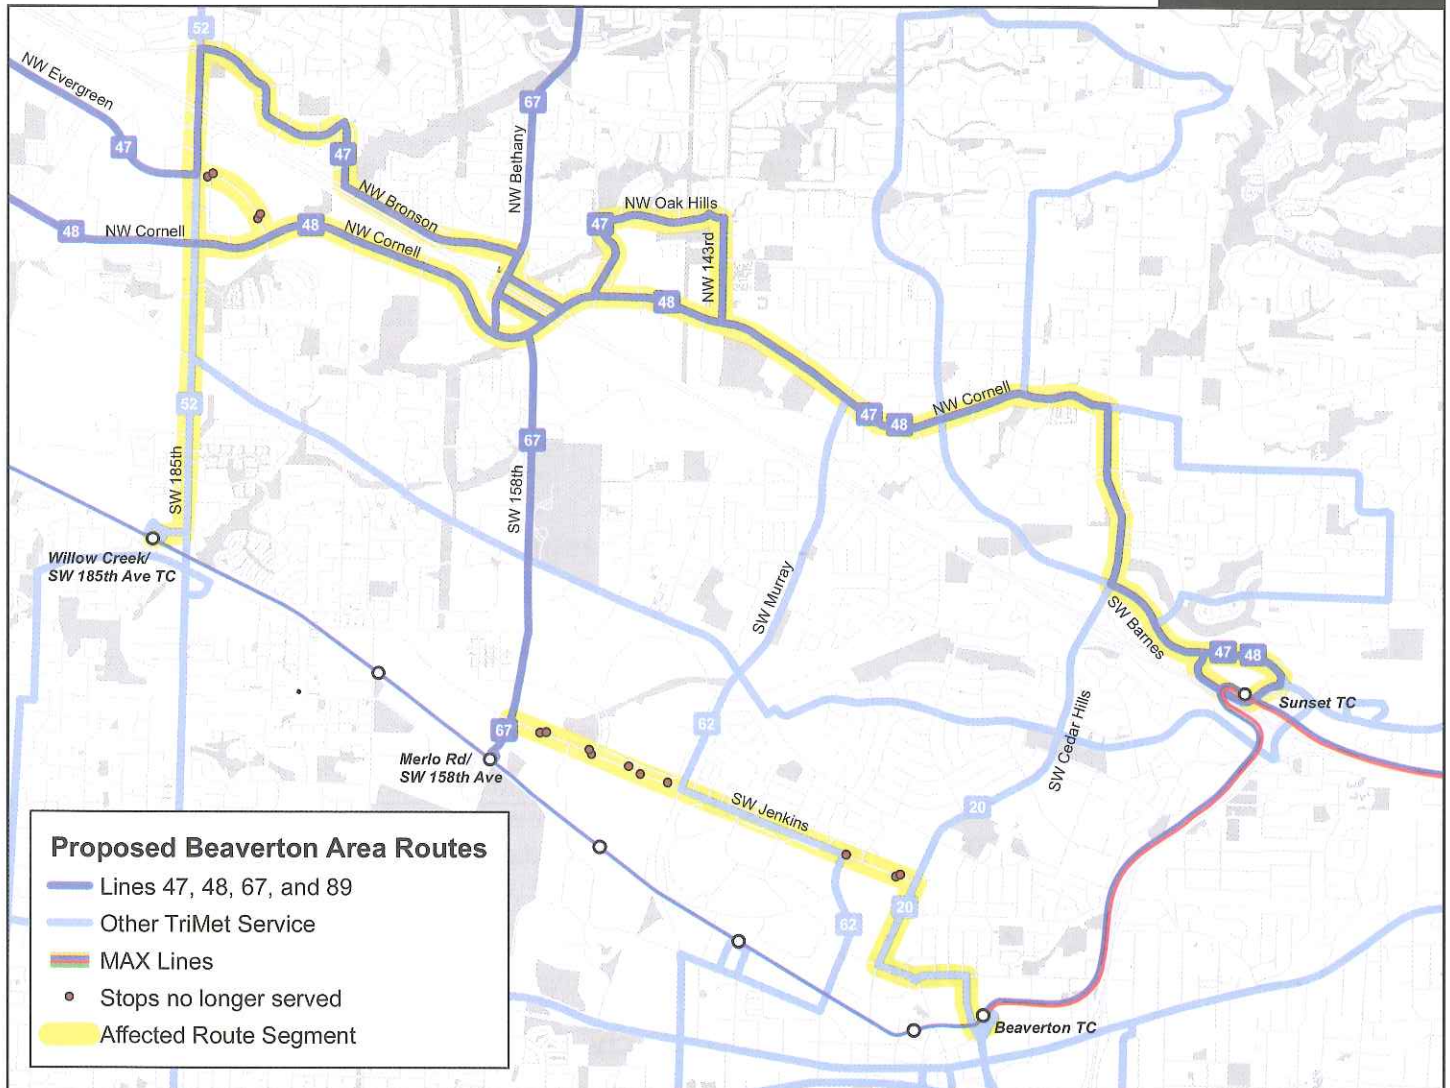 52
NW Evergreen
67
47
47
NW Bethany
NW Bronson
NW Oak Hills
47
48
NW Cornell
48
NW Cornell
NW 143rd
48
52
47
48
NW Cornell
67
SW 185th
SW 158th
Willow Creek/
SW 185th Ave TC
SW Murray
SW Barnes
47
48
Sunset TC
67
62
SW Cedar Hills
Merlo Rd/
SW 158th Ave
SW Jenkins
20
20
62
Beaverton TC
Proposed Beaverton Area Routes
Lines 47, 48, 67, and 89
Other TriMet Service
MAX Lines
Stops no longer served
Affected Route Segment